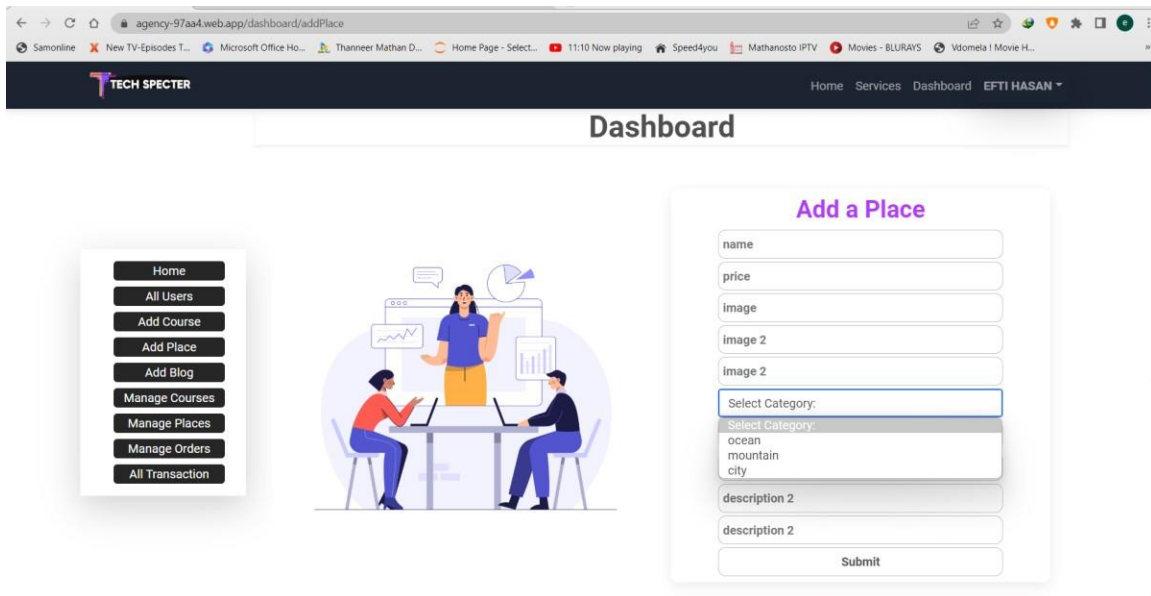 agency-97aa4.web.app/dashboard/addPlace
Samonline New TV-Episodes T... Microsoft Office Ho... Thanneer Mathan D... Home Page - Select... 11:10 Now playing Speed4you Mathanosto IPTV Movies - BLURAYS Vdomela ! Movie H...
TECH SPECTER Home Services Dashboard EFTI HASAN
Dashboard
Add a Place
name
price
image
image 2
image 2
Select Category:
Select Category:
ocean
mountain
city
description 2
description 2
Submit
Home
All Users
Add Course
Add Place
Add Blog
Manage Courses
Manage Places
Manage Orders
All Transaction